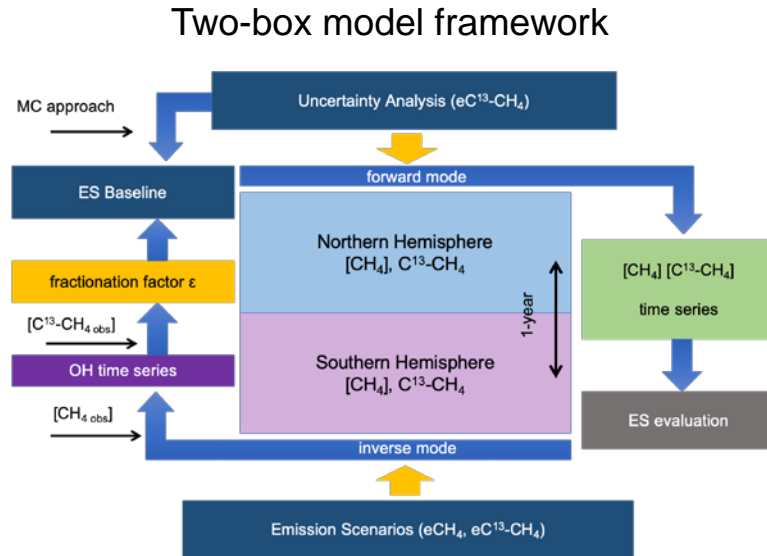 Two-box model framework
MC approach
Uncertainty Analysis (eC¹³-CH₄)
forward mode
ES Baseline
Northern Hemisphere
[CH₄], C¹³-CH₄
fractionation factor ε
[C¹³-CH₄ obs]
OH time series
[CH₄ obs]
1-year
Southern Hemisphere
[CH₄], C¹³-CH₄
[CH₄] [C¹³-CH₄]
time series
ES evaluation
inverse mode
Emission Scenarios (eCH₄, eC¹³-CH₄)